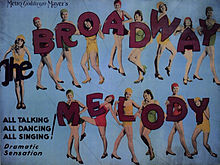 Metro-Goldwyn-Mayer's
The
BROADWAY
MELODY
ALL TALKING
ALL DANCING
ALL SINGING
Dramatic
Sensation